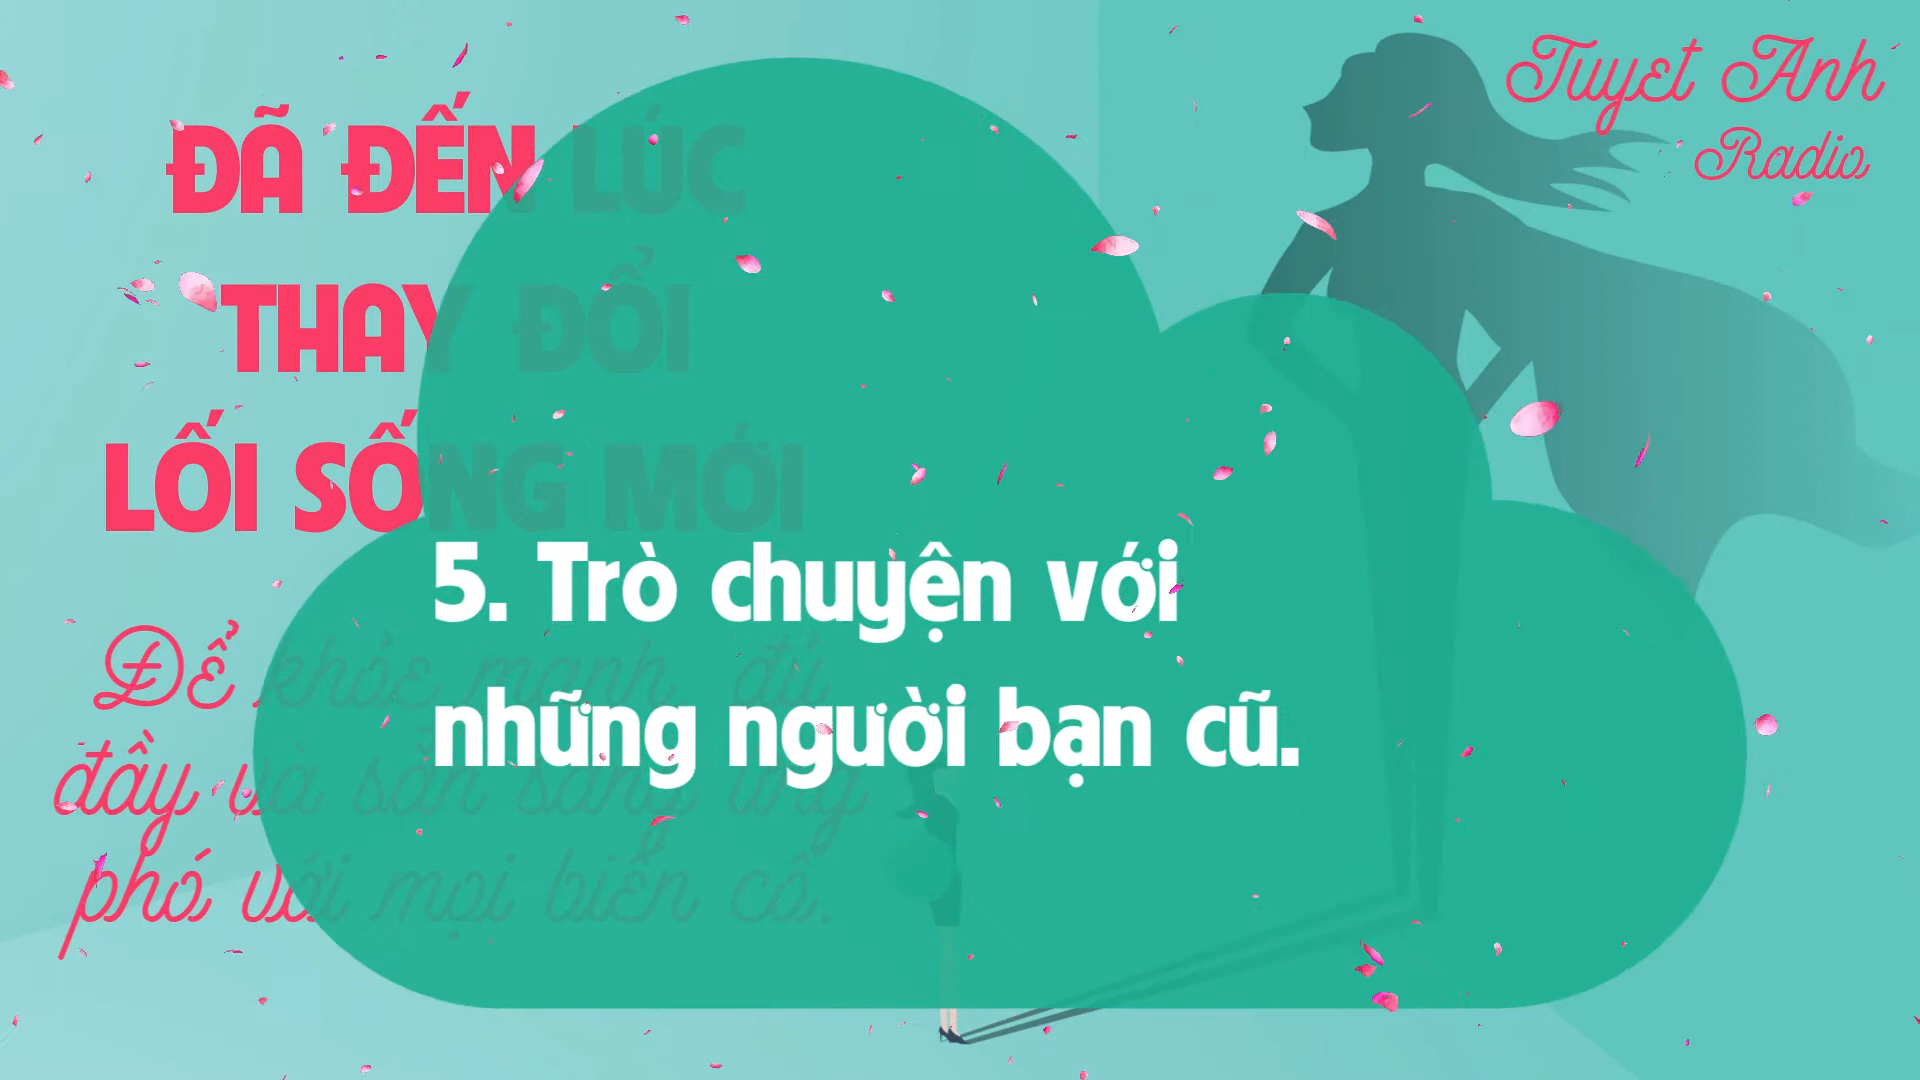 Tuyet Anh
Radio
ĐÃ ĐẾN LÚC
THAY ĐỔI
LỐI SỐNG MỚI
5. Trò chuyện với
những người bạn cũ.
Để khỏe mạnh, đủ
đầy và sẵn sàng ứng
phó với mọi biến cố.